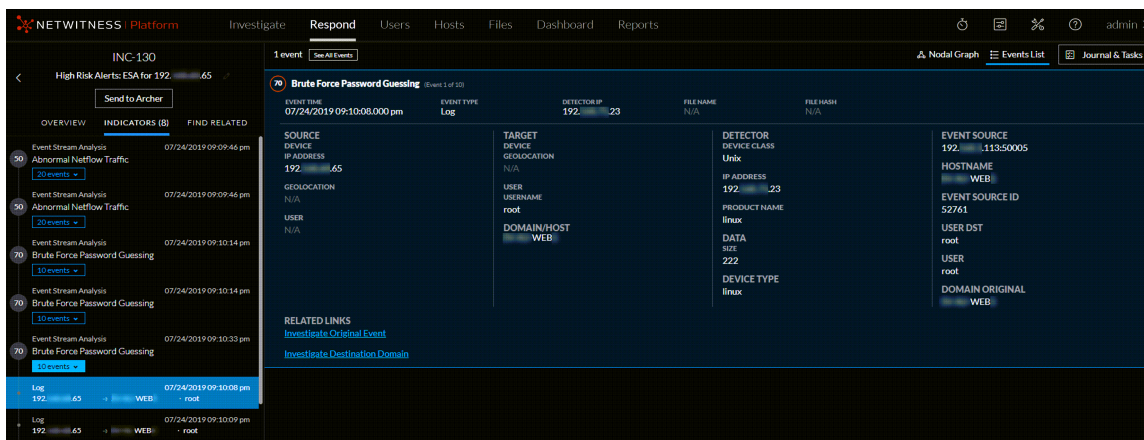 NETWITNESS Platform Investigate Respond Users Hosts Files Dashboard Reports admin
INC-130
High Risk Alerts: ESA for 192. .65
Send to Archer
OVERVIEW INDICATORS (8) FIND RELATED
Event Stream Analysis 07/24/2019 09:09:46 pm
50 Abnormal Netflow Traffic
20 events
Event Stream Analysis 07/24/2019 09:09:46 pm
50 Abnormal Netflow Traffic
20 events
Event Stream Analysis 07/24/2019 09:10:14 pm
70 Brute Force Password Guessing
10 events
Event Stream Analysis 07/24/2019 09:10:14 pm
70 Brute Force Password Guessing
10 events
Event Stream Analysis 07/24/2019 09:10:33 pm
70 Brute Force Password Guessing
10 events
Log 07/24/2019 09:10:08 pm
192. .65 WEB root
Log 07/24/2019 09:10:09 pm
192. .65 WEB root
1 event See All Events Nodal Graph Events List Journal & Tasks
70 Brute Force Password Guessing (Event 1 of 10)
EVENT TIME EVENT TYPE DETECTOR IP FILE NAME FILE HASH
07/24/2019 09:10:08.000 pm Log 192. .23 N/A N/A
SOURCE
DEVICE
IP ADDRESS
192. .65
GEOLOCATION
N/A
USER
N/A
TARGET
DEVICE
GEOLOCATION
N/A
USER
USERNAME
root
DOMAIN/HOST
WEB
DETECTOR
DEVICE CLASS
Unix
IP ADDRESS
192. .23
PRODUCT NAME
linux
DATA
SIZE
222
DEVICE TYPE
linux
EVENT SOURCE
192. .113:50005
HOSTNAME
WEB
EVENT SOURCE ID
52761
USER DST
root
USER
root
DOMAIN ORIGINAL
WEB
RELATED LINKS
Investigate Original Event
Investigate Destination Domain